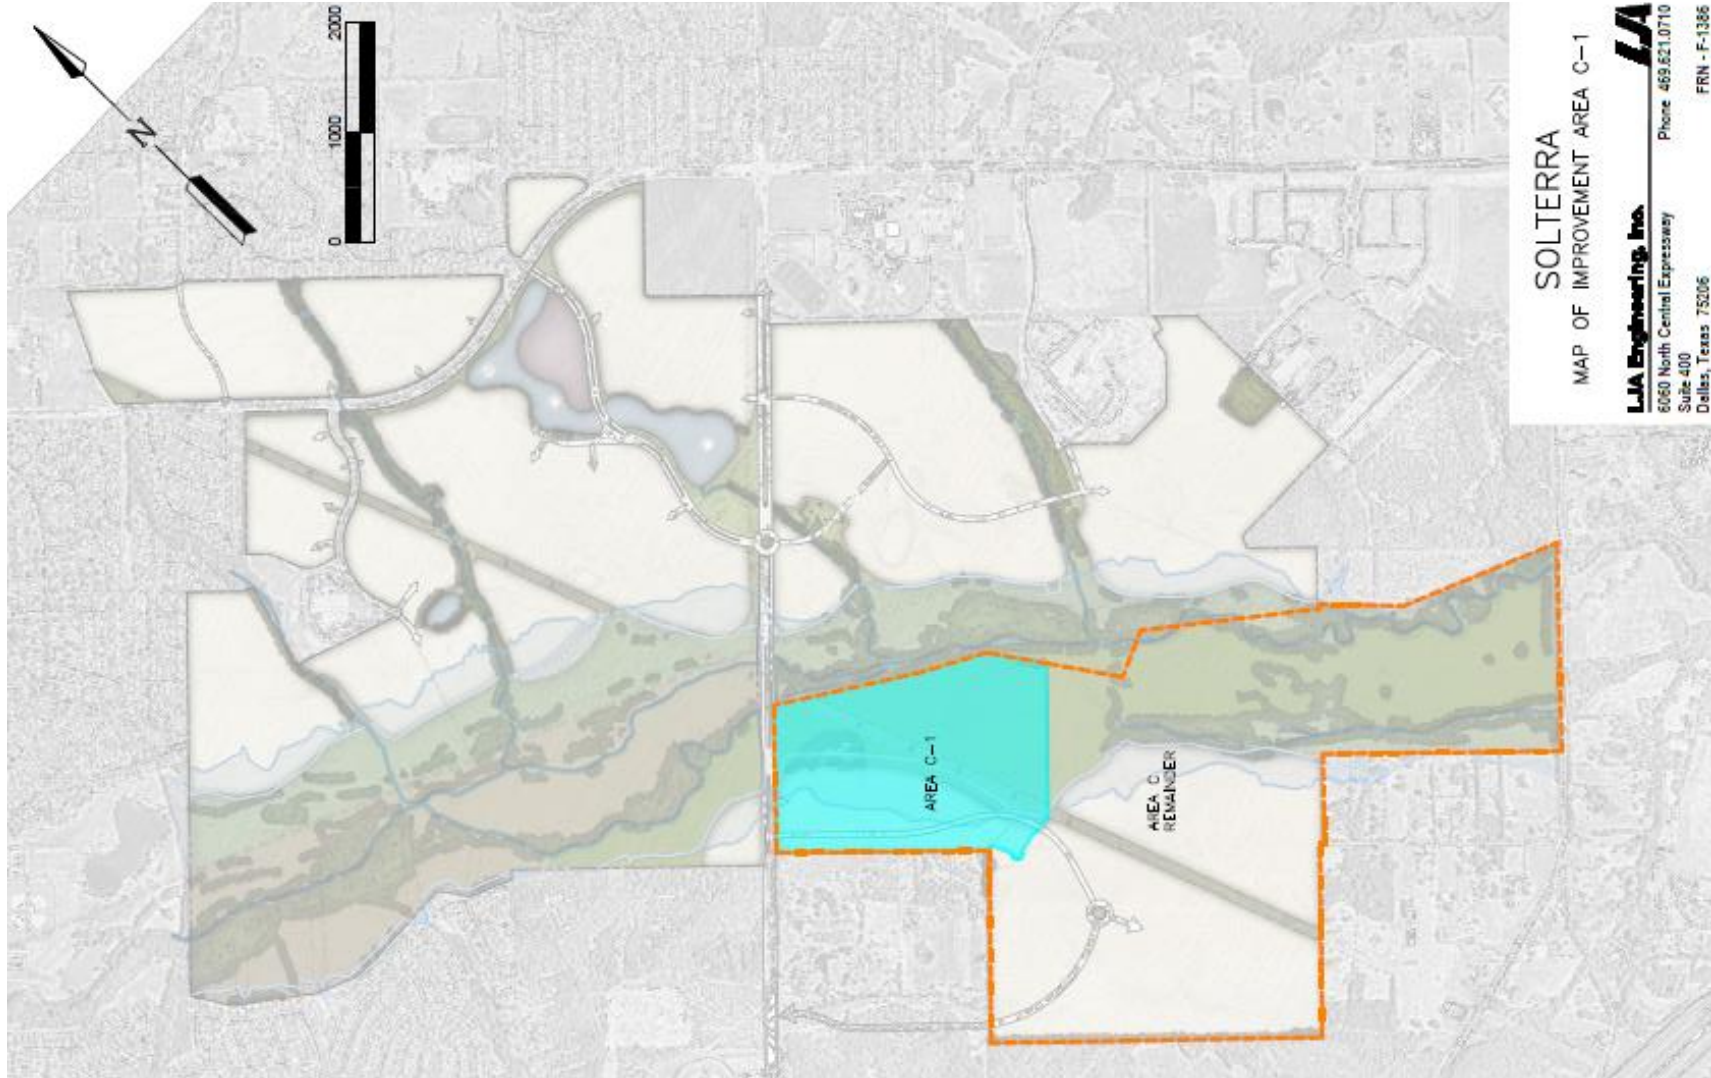 SOLTERRA
MAP OF IMPROVEMENT AREA C-1
LJA Engineering, Inc.
LJA
6060 North Central Expressway
Phone 469.621.0710
Suite 400
Dallas, Texas 75206
FRN - F-1386
N
0
1000
2000
AREA C-1
AREA C
REMAINDER